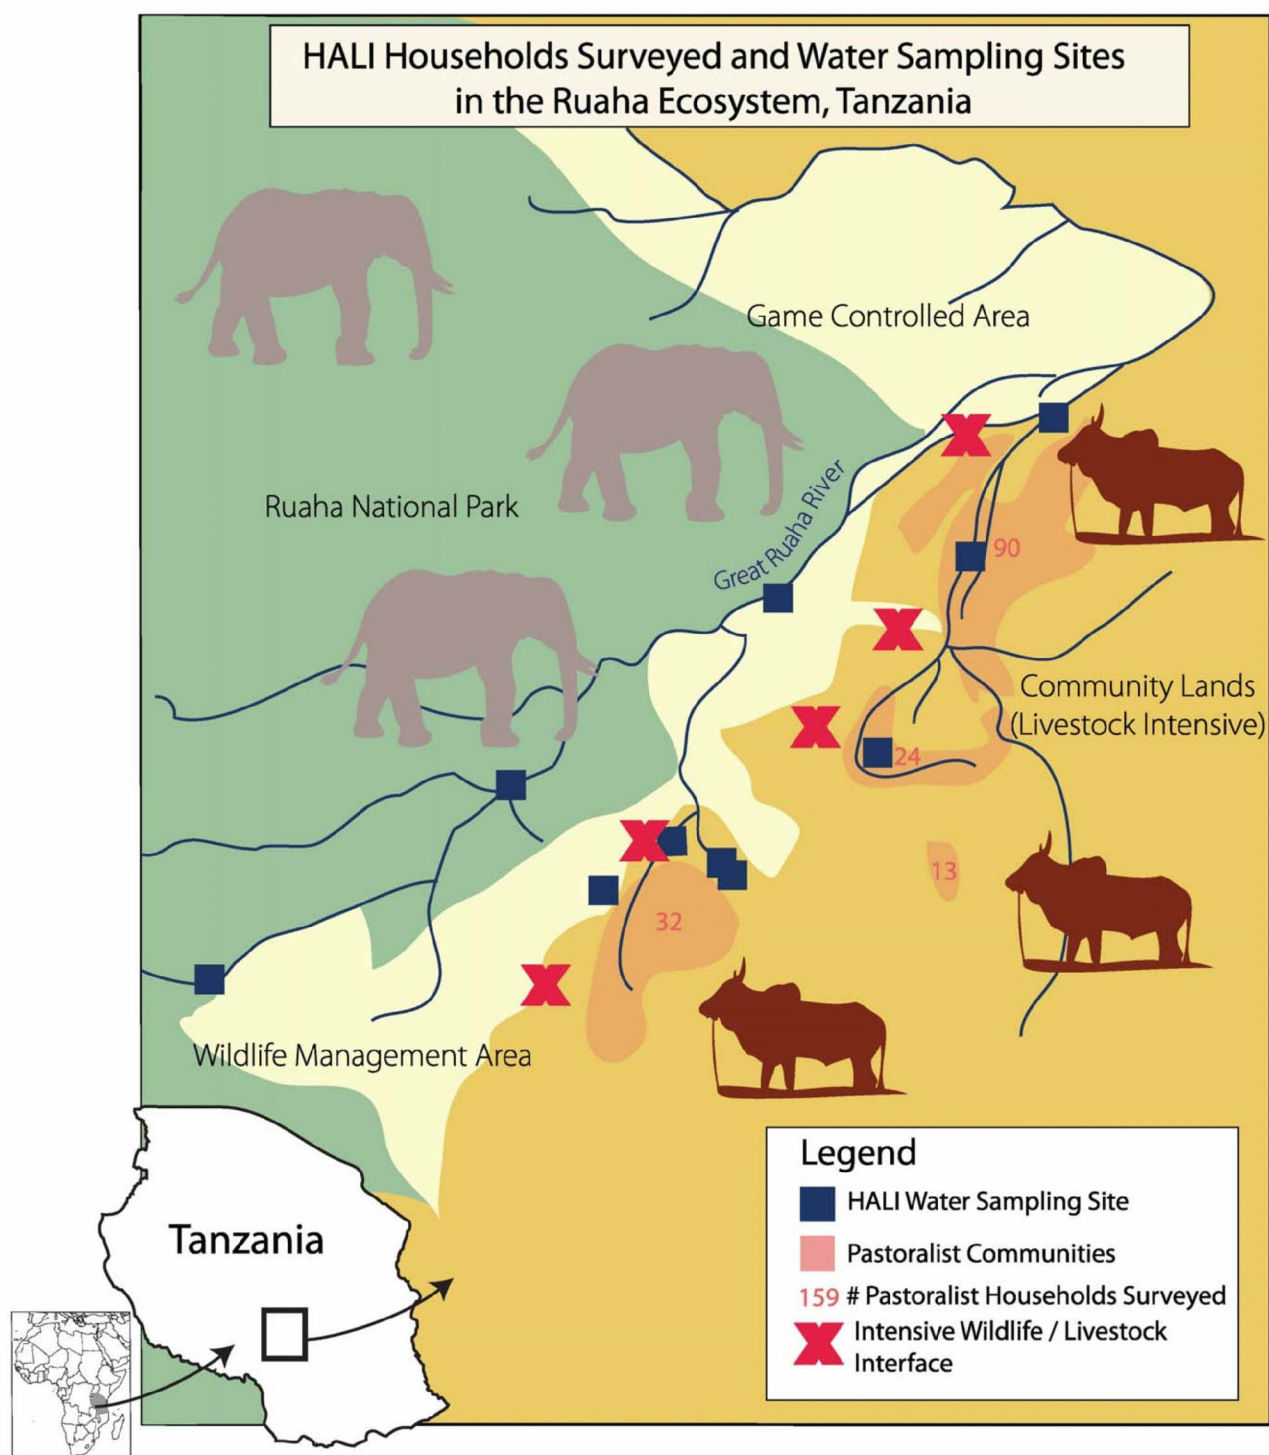 HALI Households Surveyed and Water Sampling Sites
in the Ruaha Ecosystem, Tanzania
Game Controlled Area
Ruaha National Park
Great Ruaha River
90
Community Lands
(Livestock Intensive)
24
13
32
Wildlife Management Area
Tanzania
Legend
HALI Water Sampling Site
Pastoralist Communities
159 # Pastoralist Households Surveyed
Intensive Wildlife / Livestock
Interface